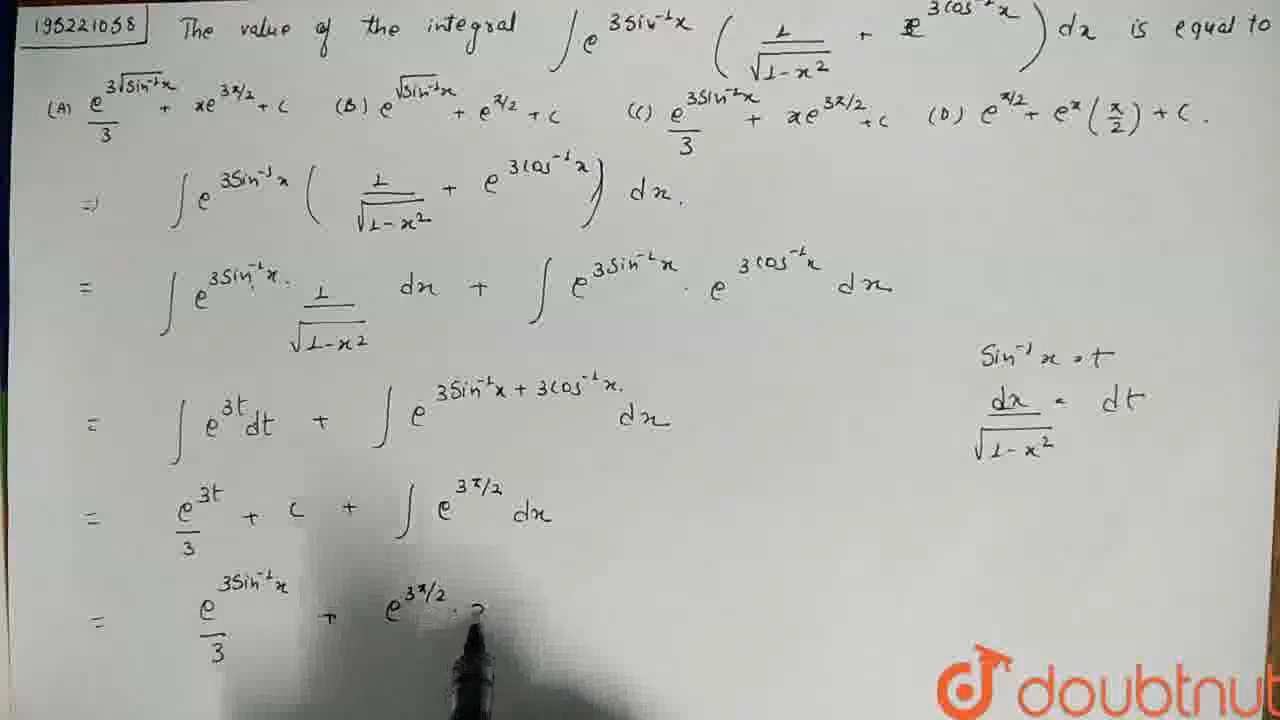 195221058 The value of the integral ∫ e^{3Sin⁻¹x} ( 1/√(1-x²) + e^{3cos⁻¹x} ) dx is equal to
(A) e^{3√(Sin⁻¹x)}/3 + xe^{3π/2} + c (B) e^{√(Sin⁻¹x)} + e^{π/2} + c (C) e^{3Sin⁻¹x}/3 + xe^{3π/2} + c (D) e^{π/2} + e^x (π/2) + c.
⇒ ∫ e^{3Sin⁻¹x} ( 1/√(1-x²) + e^{3cos⁻¹x} ) dx.
= ∫ e^{3Sin⁻¹x} · 1/√(1-x²) dx + ∫ e^{3Sin⁻¹x} · e^{3cos⁻¹x} dx
Sin⁻¹x = t
dx/√(1-x²) = dt
= ∫ e^{3t} dt + ∫ e^{3Sin⁻¹x + 3cos⁻¹x} dx
= e^{3t}/3 + c + ∫ e^{3π/2} dx
= e^{3Sin⁻¹x}/3 + e^{3π/2} ·
doubtnut